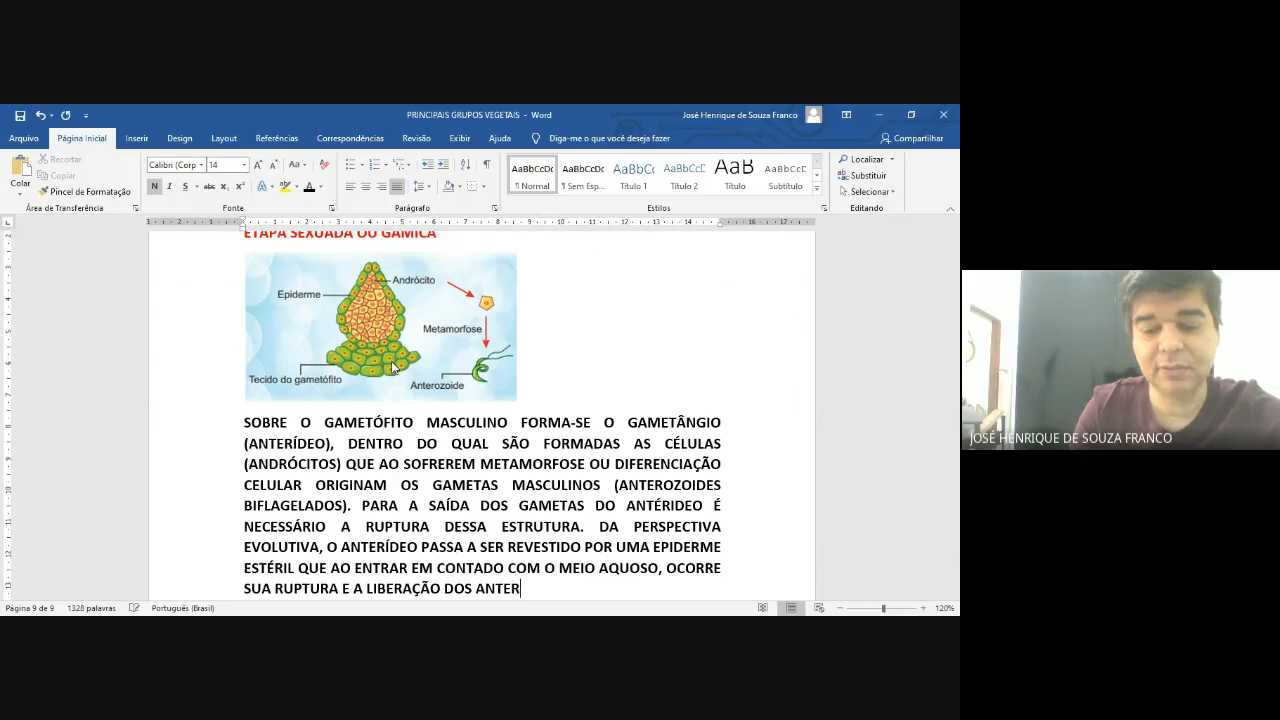 PRINCIPAIS GRUPOS VEGETAIS - Word
José Henrique de Souza Franco
Arquivo Página Inicial Inserir Design Layout Referências Correspondências Revisão Exibir Ajuda Diga-me o que você deseja fazer Compartilhar
Colar
Recortar
Copiar
Pincel de Formatação
Área de Transferência
Calibri (Corp 14
Fonte
Parágrafo
AaBbCcDc AaBbCcDc AaBbCc AaBbCcD AaB AaBbCcD
¶ Normal ¶ Sem Esp... Título 1 Título 2 Título Subtítulo
Estilos
Localizar
Substituir
Selecionar
Editando
ETAPA SEXUADA OU GÂMICA
Andrócito
Epiderme
Metamorfose
Tecido do gametófito
Anterozoide
SOBRE O GAMETÓFITO MASCULINO FORMA-SE O GAMETÂNGIO
(ANTERÍDEO), DENTRO DO QUAL SÃO FORMADAS AS CÉLULAS
(ANDRÓCITOS) QUE AO SOFREREM METAMORFOSE OU DIFERENCIAÇÃO
CELULAR ORIGINAM OS GAMETAS MASCULINOS (ANTEROZOIDES
BIFLAGELADOS). PARA A SAÍDA DOS GAMETAS DO ANTÉRIDEO É
NECESSÁRIO A RUPTURA DESSA ESTRUTURA. DA PERSPECTIVA
EVOLUTIVA, O ANTERÍDEO PASSA A SER REVESTIDO POR UMA EPIDERME
ESTÉRIL QUE AO ENTRAR EM CONTADO COM O MEIO AQUOSO, OCORRE
SUA RUPTURA E A LIBERAÇÃO DOS ANTER
Página 9 de 9 1328 palavras Português (Brasil) 120%
JOSÉ HENRIQUE DE SOUZA FRANCO